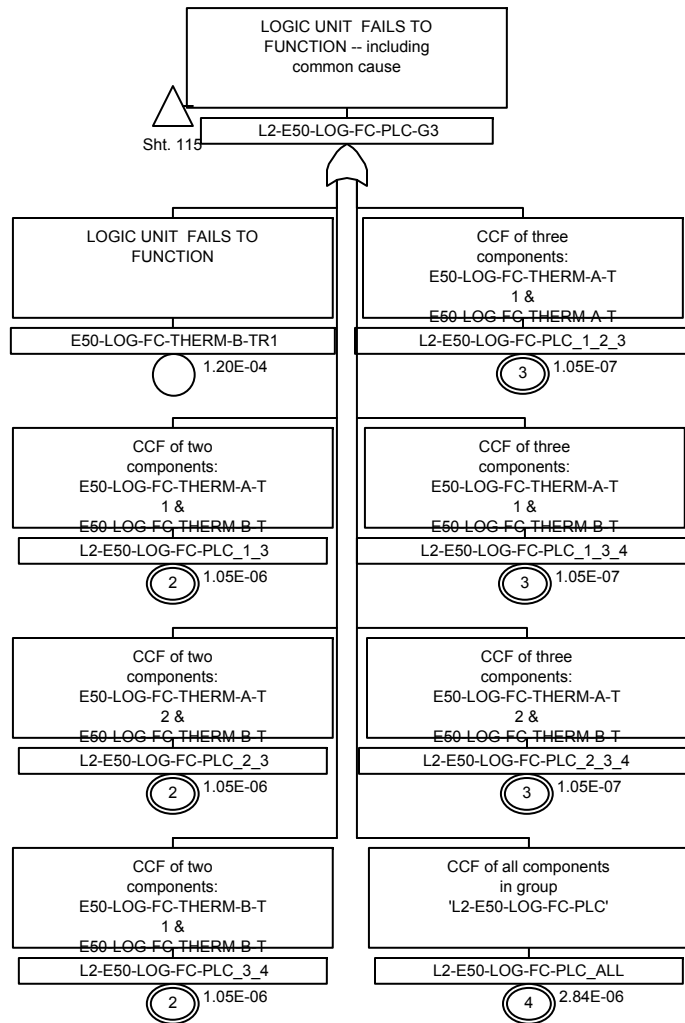 LOGIC UNIT FAILS TO
FUNCTION -- including
common cause
Sht. 115
L2-E50-LOG-FC-PLC-G3
LOGIC UNIT FAILS TO
FUNCTION
E50-LOG-FC-THERM-B-TR1
1.20E-04
CCF of three
components:
E50-LOG-FC-THERM-A-T
1 &
E50-LOG-FC-THERM-A-T
L2-E50-LOG-FC-PLC_1_2_3
3
1.05E-07
CCF of two
components:
E50-LOG-FC-THERM-A-T
1 &
E50-LOG-FC-THERM-B-T
L2-E50-LOG-FC-PLC_1_3
2
1.05E-06
CCF of three
components:
E50-LOG-FC-THERM-A-T
1 &
E50-LOG-FC-THERM-B-T
L2-E50-LOG-FC-PLC_1_3_4
3
1.05E-07
CCF of two
components:
E50-LOG-FC-THERM-A-T
2 &
E50-LOG-FC-THERM-B-T
L2-E50-LOG-FC-PLC_2_3
2
1.05E-06
CCF of three
components:
E50-LOG-FC-THERM-A-T
2 &
E50-LOG-FC-THERM-B-T
L2-E50-LOG-FC-PLC_2_3_4
3
1.05E-07
CCF of two
components:
E50-LOG-FC-THERM-B-T
1 &
E50-LOG-FC-THERM-B-T
L2-E50-LOG-FC-PLC_3_4
2
1.05E-06
CCF of all components
in group
'L2-E50-LOG-FC-PLC'
L2-E50-LOG-FC-PLC_ALL
4
2.84E-06